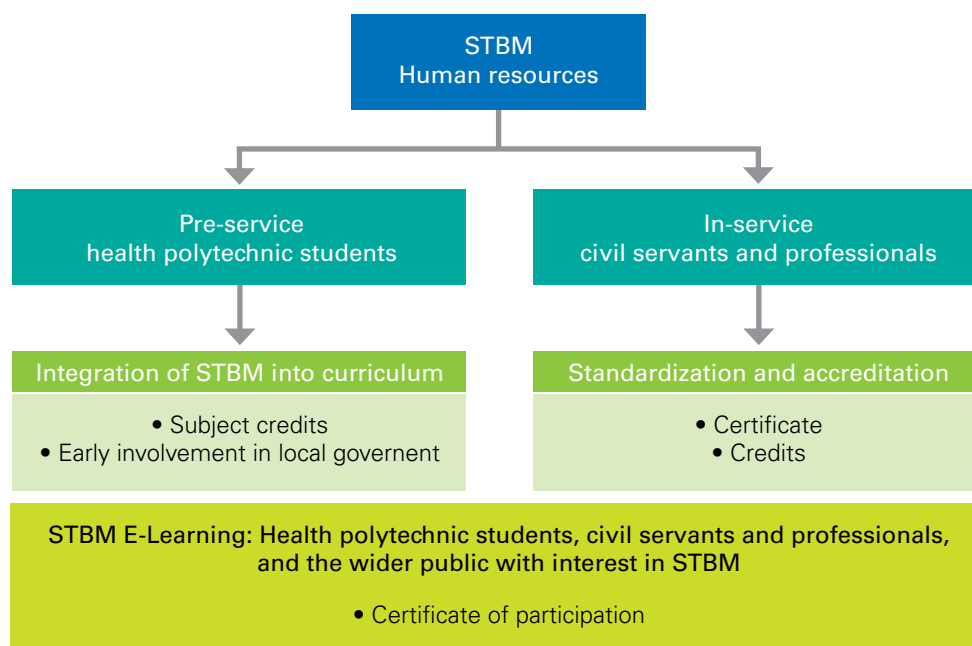 STBM
Human resources
Pre-service
health polytechnic students
In-service
civil servants and professionals
Integration of STBM into curriculum
• Subject credits
• Early involvement in local governent
Standardization and accreditation
• Certificate
• Credits
STBM E-Learning: Health polytechnic students, civil servants and professionals,
and the wider public with interest in STBM
• Certificate of participation